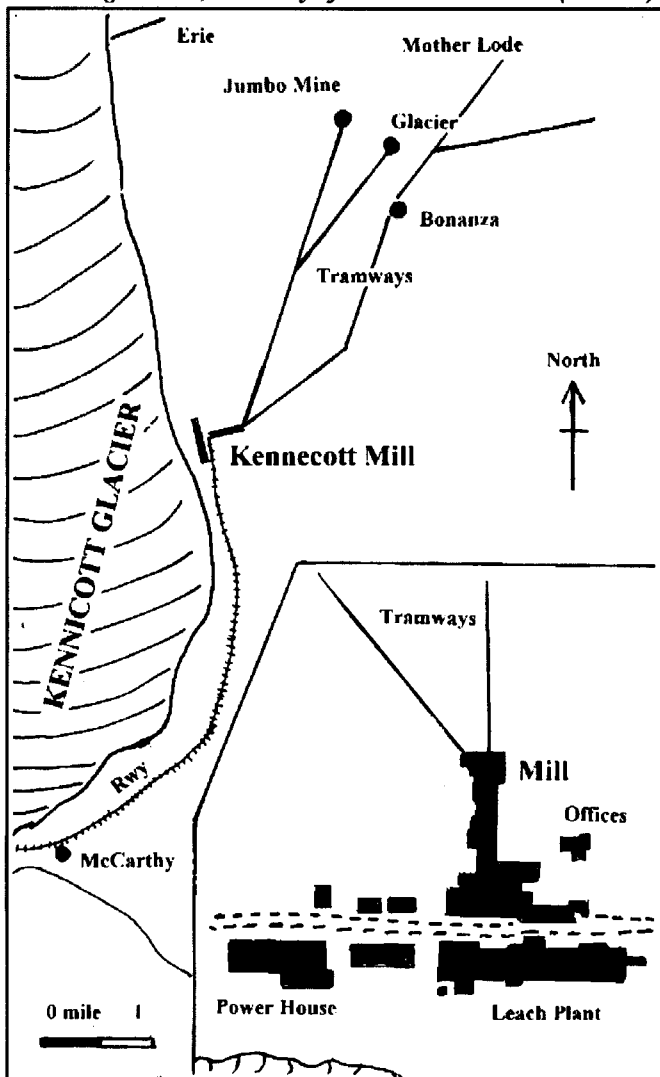 Erie
Mother Lode
Jumbo Mine
Glacier
Bonanza
Tramways
North
Kennecott Mill
KENNICOTT GLACIER
Tramways
Mill
Rwy
Offices
McCarthy
0 mile 1
Power House
Leach Plant